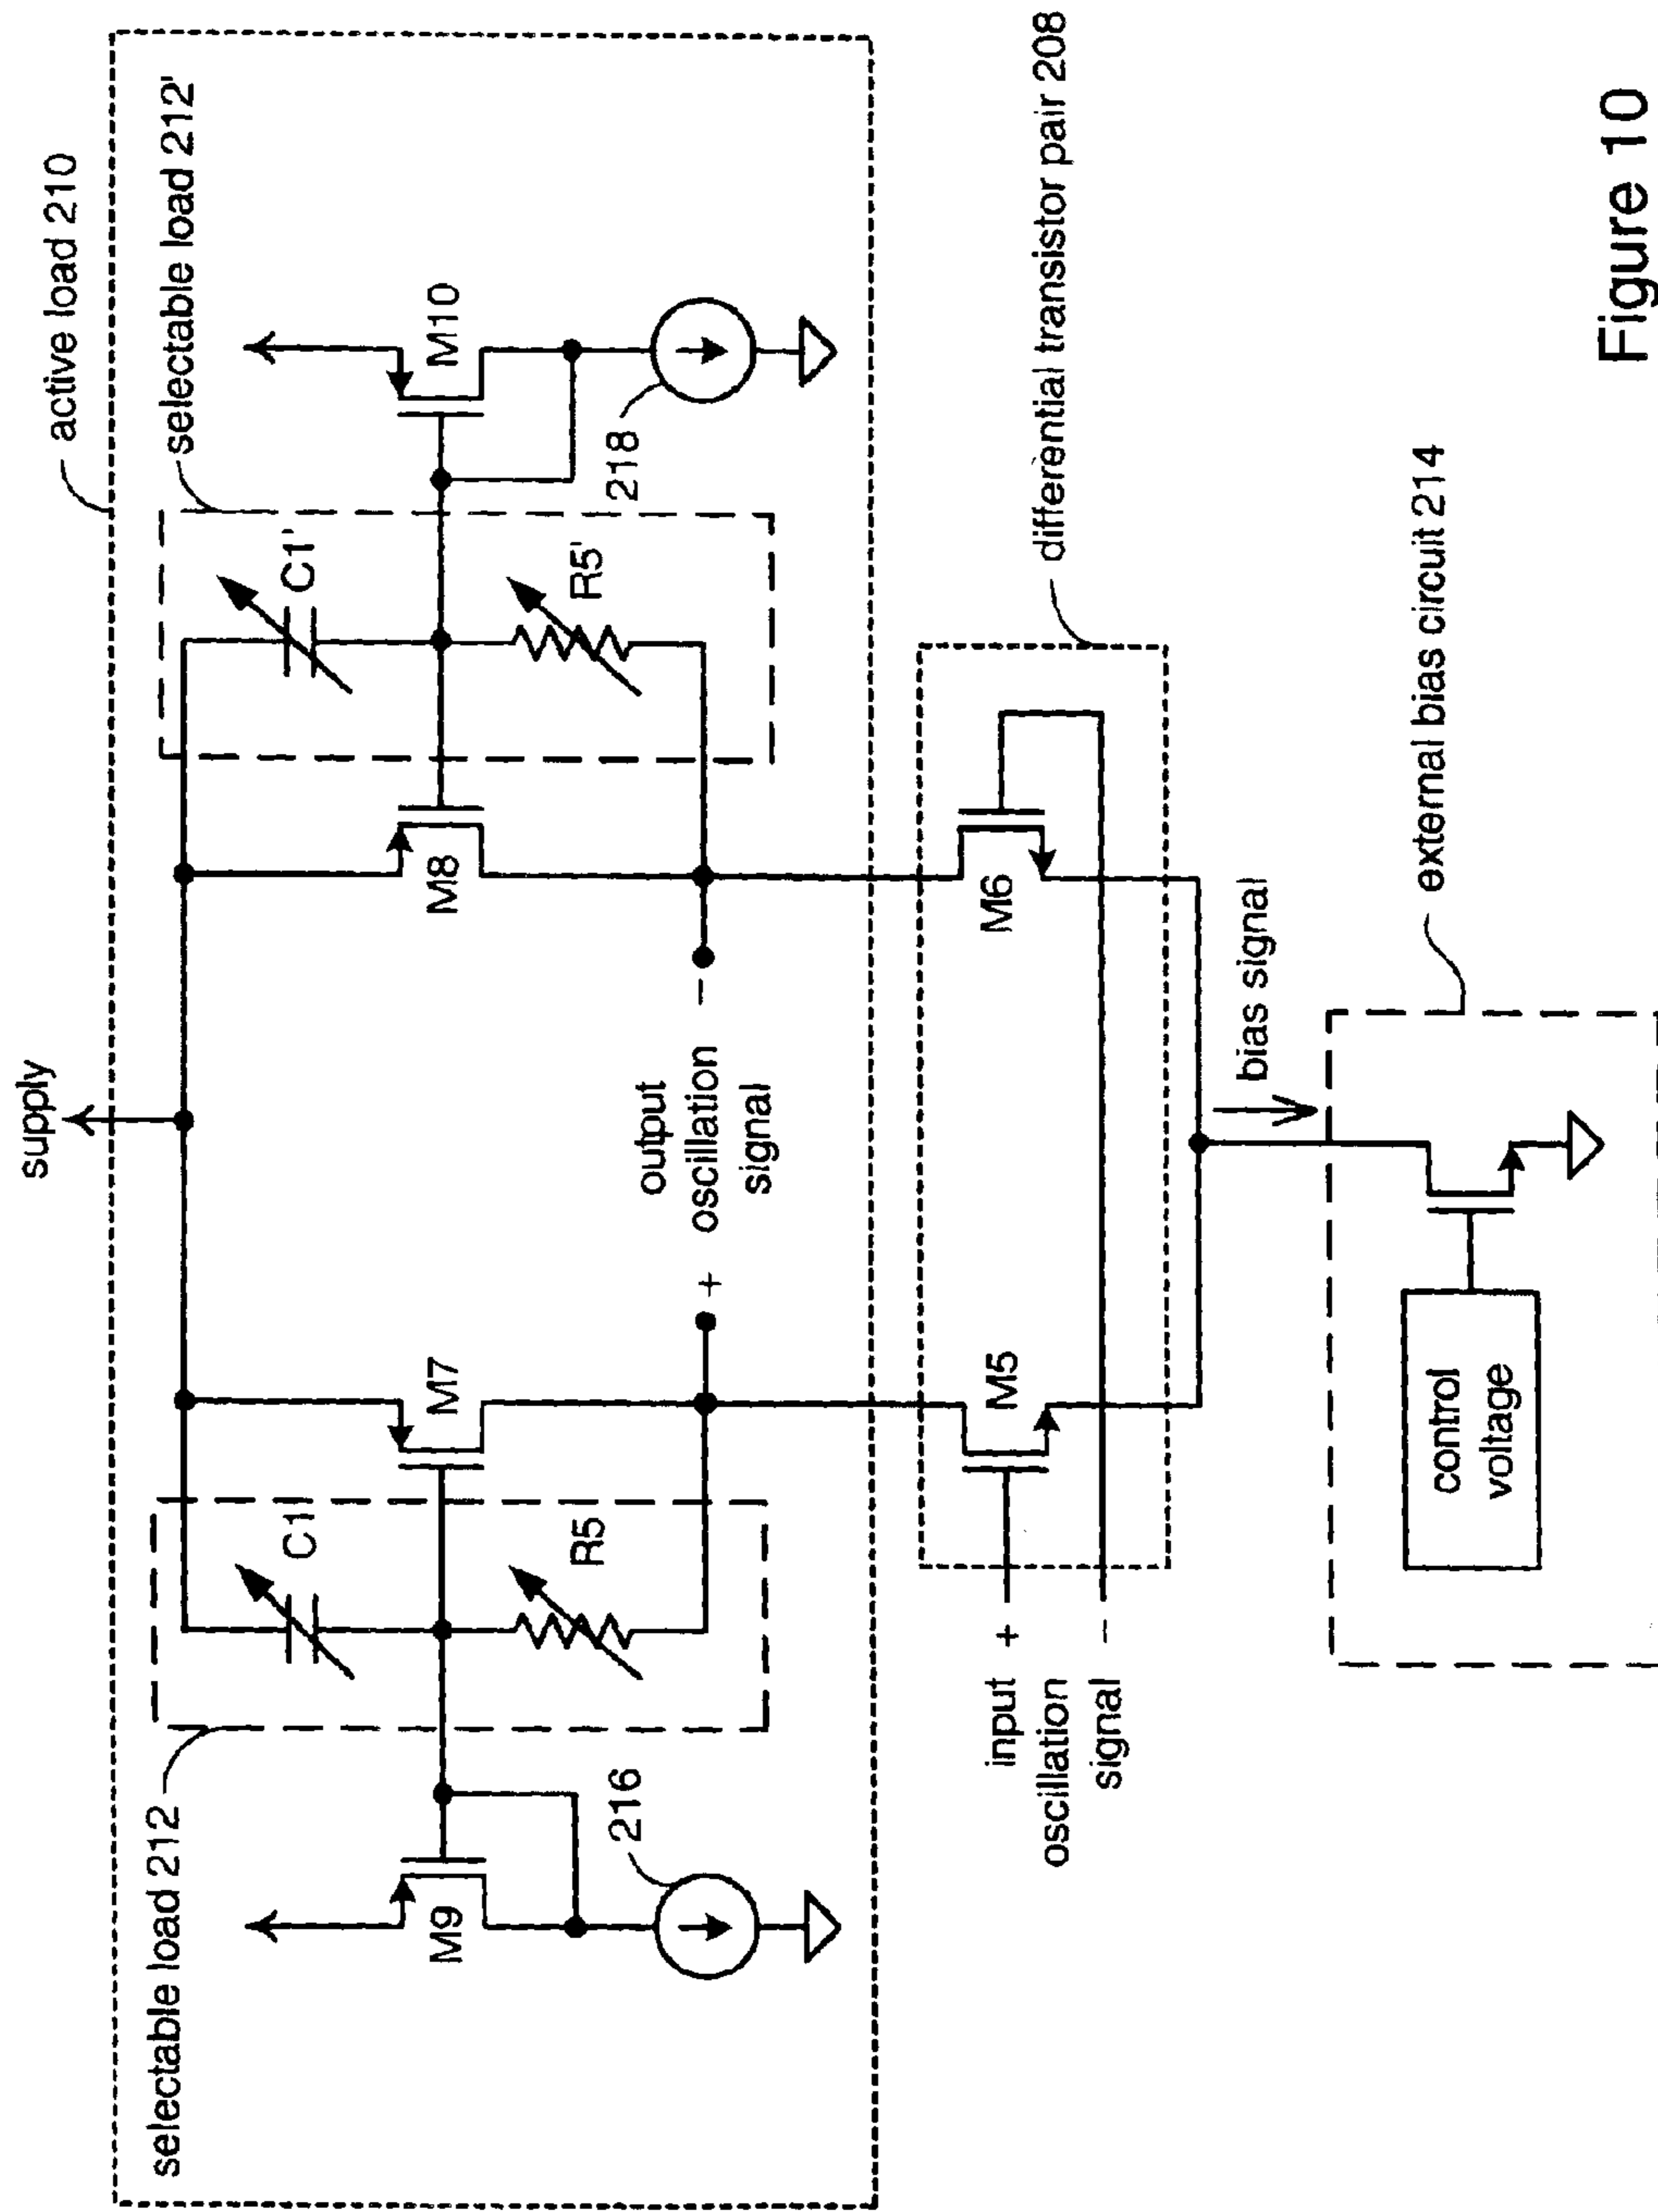 supply
active load 210
selectable load 212'
selectable load 212
C1
C1'
M7
M8
M9
M10
R5
R5'
216
218
output
+ oscillation -
signal
differential transistor pair 208
M5
M6
input +
oscillation
signal -
bias signal
external bias circuit 214
control
voltage
Figure 10